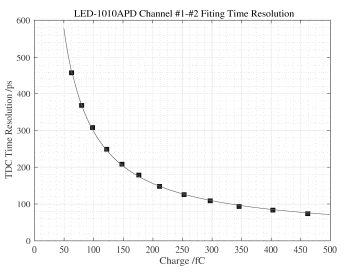 LED-1010APD Channel #1-#2 Fiting Time Resolution
600
500
400
300
200
100
0
TDC Time Resolution /ps
0 50 100 150 200 250 300 350 400 450 500
Charge /fC